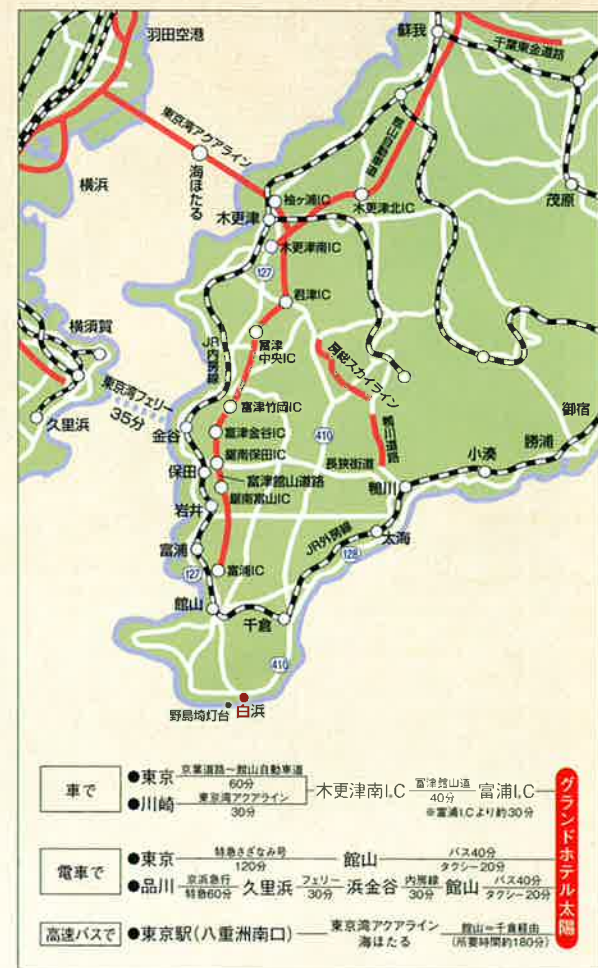 羽田空港
蘇我
千葉東金道路
東京湾アクアライン
館山自動車道
横浜
海ほたる
袖ヶ浦IC
木更津北IC
茂原
木更津
木更津南IC
127
君津IC
横須賀
JR内房線
富津
中央IC
房総スカイライン
東京湾フェリー
35分
久里浜
富津竹岡IC
御宿
金谷
富津金谷IC
410
鴨川道路
勝浦
鋸南保田IC
長狭街道
小湊
保田
富津館山道路
鋸南富山IC
鴨川
岩井
太海
JR外房線
128
富浦
127
富浦IC
館山
千倉
410
野島埼灯台
白浜
車で
●東京 京葉道路〜館山自動車道 60分
●川崎 東京湾アクアライン 30分
木更津南I.C 富津館山道 40分 富浦I.C
※富浦I.Cより約30分
電車で
●東京 特急さざなみ号 120分 館山 バス40分 タクシー20分
●品川 京浜急行 特急60分 久里浜 フェリー 30分 浜金谷 内房線 30分 館山 バス40分 タクシー20分
高速バスで
●東京駅(八重洲南口) 東京湾アクアライン 海ほたる 館山=千倉経由 (所要時間約180分)
グランドホテル太陽